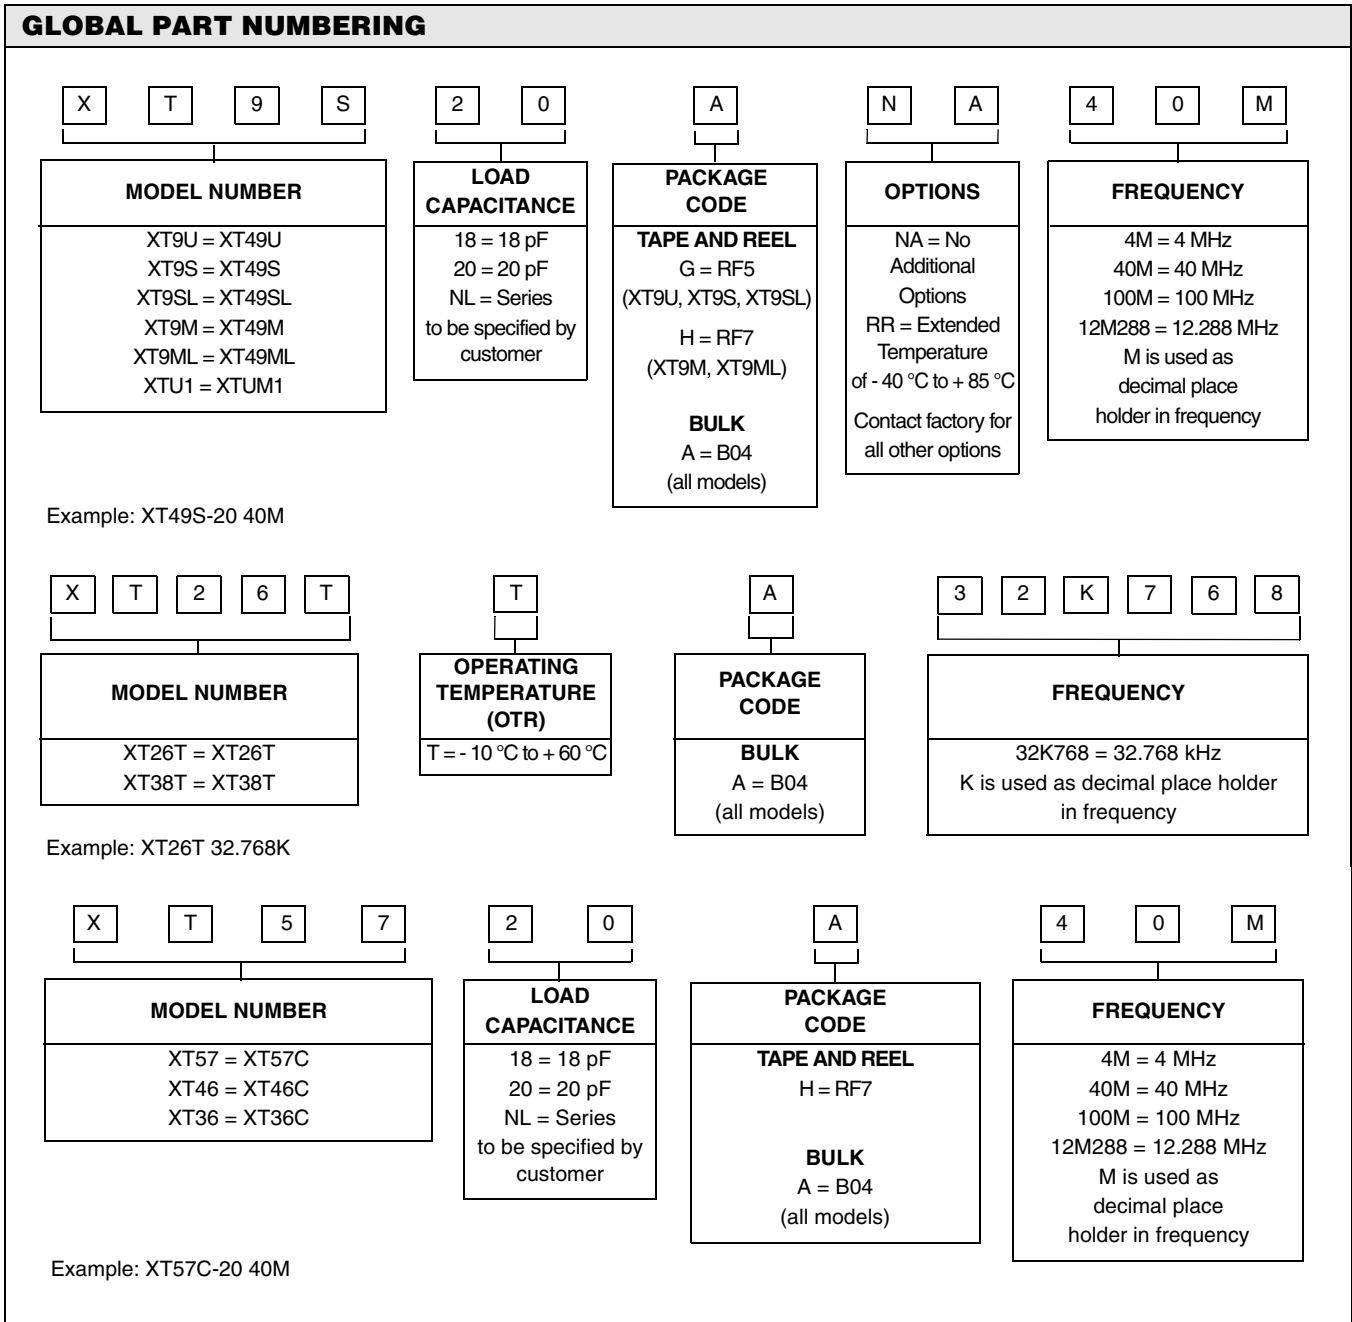 GLOBAL PART NUMBERING
X T 9 S 2 0 A N A 4 0 M
MODEL NUMBER
XT9U = XT49U
XT9S = XT49S
XT9SL = XT49SL
XT9M = XT49M
XT9ML = XT49ML
XTU1 = XTUM1
LOAD
CAPACITANCE
18 = 18 pF
20 = 20 pF
NL = Series
to be specified by
customer
PACKAGE
CODE
TAPE AND REEL
G = RF5
(XT9U, XT9S, XT9SL)
H = RF7
(XT9M, XT9ML)
BULK
A = B04
(all models)
OPTIONS
NA = No
Additional
Options
RR = Extended
Temperature
of - 40 °C to + 85 °C
Contact factory for
all other options
FREQUENCY
4M = 4 MHz
40M = 40 MHz
100M = 100 MHz
12M288 = 12.288 MHz
M is used as
decimal place
holder in frequency
Example: XT49S-20 40M
X T 2 6 T T A 3 2 K 7 6 8
MODEL NUMBER
XT26T = XT26T
XT38T = XT38T
OPERATING
TEMPERATURE
(OTR)
T = - 10 °C to + 60 °C
PACKAGE
CODE
BULK
A = B04
(all models)
FREQUENCY
32K768 = 32.768 kHz
K is used as decimal place holder
in frequency
Example: XT26T 32.768K
X T 5 7 2 0 A 4 0 M
MODEL NUMBER
XT57 = XT57C
XT46 = XT46C
XT36 = XT36C
LOAD
CAPACITANCE
18 = 18 pF
20 = 20 pF
NL = Series
to be specified by
customer
PACKAGE
CODE
TAPE AND REEL
H = RF7
BULK
A = B04
(all models)
FREQUENCY
4M = 4 MHz
40M = 40 MHz
100M = 100 MHz
12M288 = 12.288 MHz
M is used as
decimal place
holder in frequency
Example: XT57C-20 40M